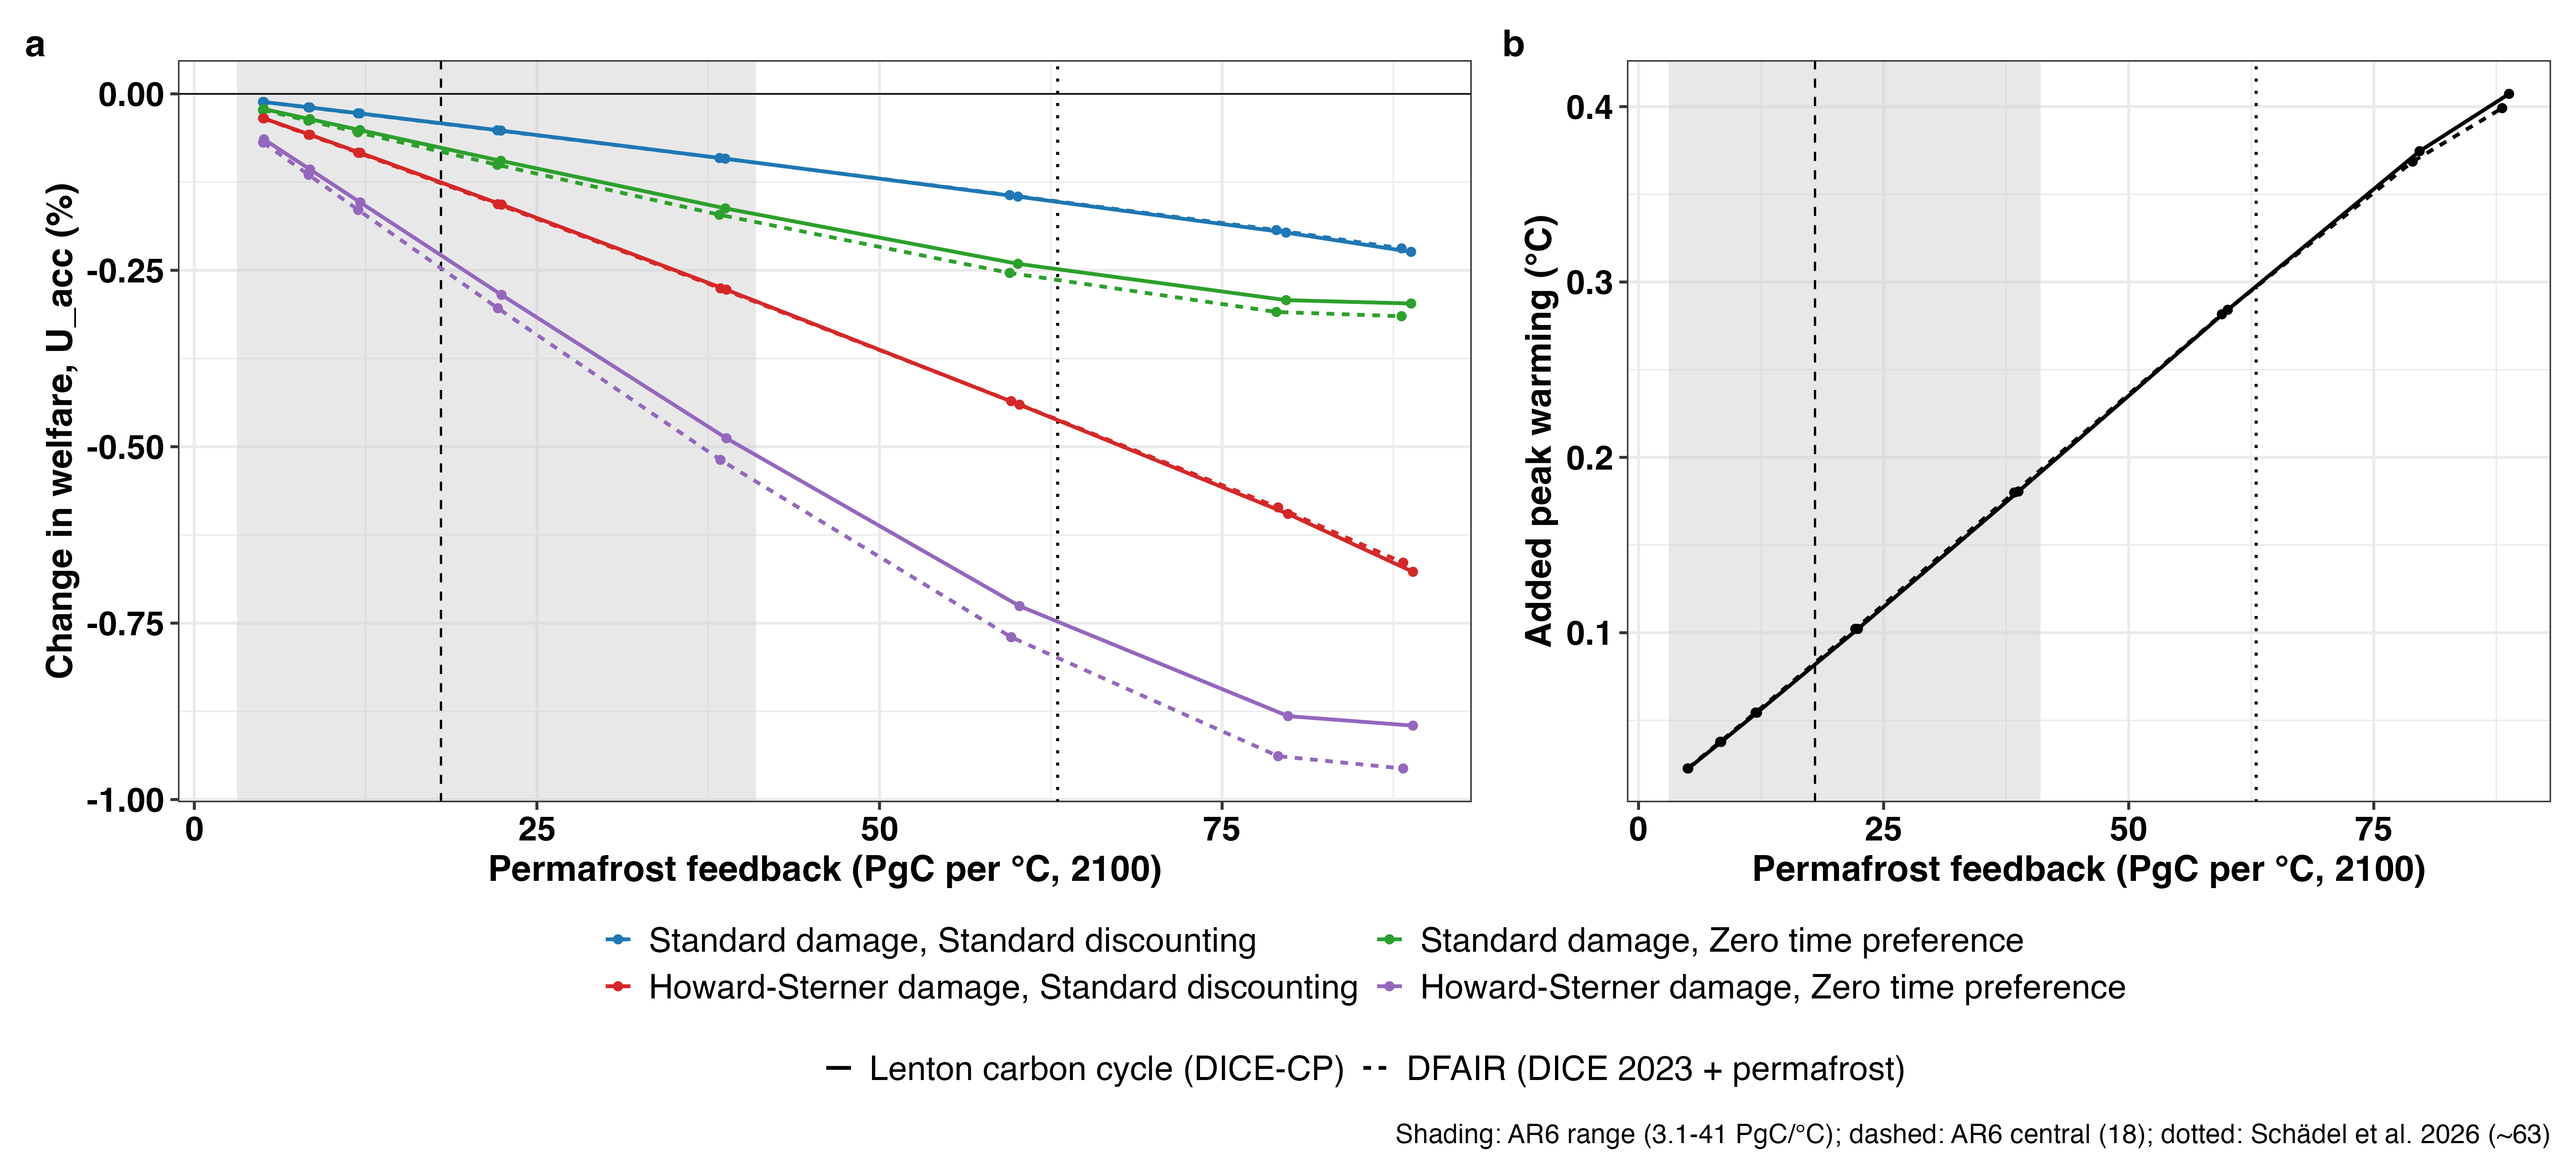 a
b
Change in welfare, U_acc (%)
0.00
-0.25
-0.50
-0.75
-1.00
0
25
50
75
Permafrost feedback (PgC per °C, 2100)
Added peak warming (°C)
0.4
0.3
0.2
0.1
0
25
50
75
Permafrost feedback (PgC per °C, 2100)
Standard damage, Standard discounting
Standard damage, Zero time preference
Howard-Sterner damage, Standard discounting
Howard-Sterner damage, Zero time preference
Lenton carbon cycle (DICE-CP)
DFAIR (DICE 2023 + permafrost)
Shading: AR6 range (3.1-41 PgC/°C); dashed: AR6 central (18); dotted: Schädel et al. 2026 (~63)